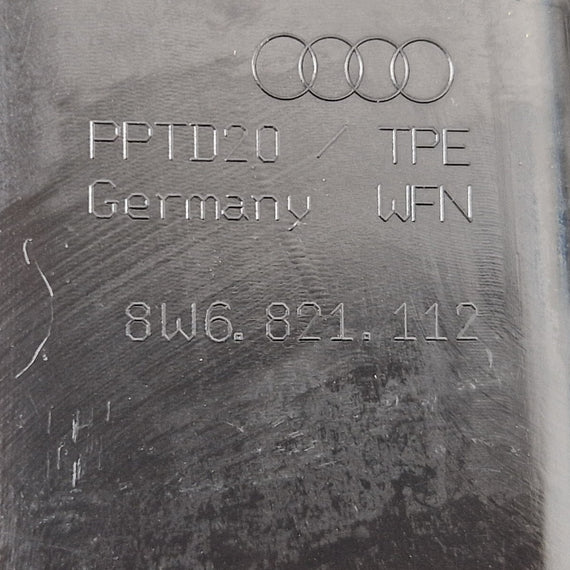 PPTD20 / TPE
Germany WFN
8W6.821.112